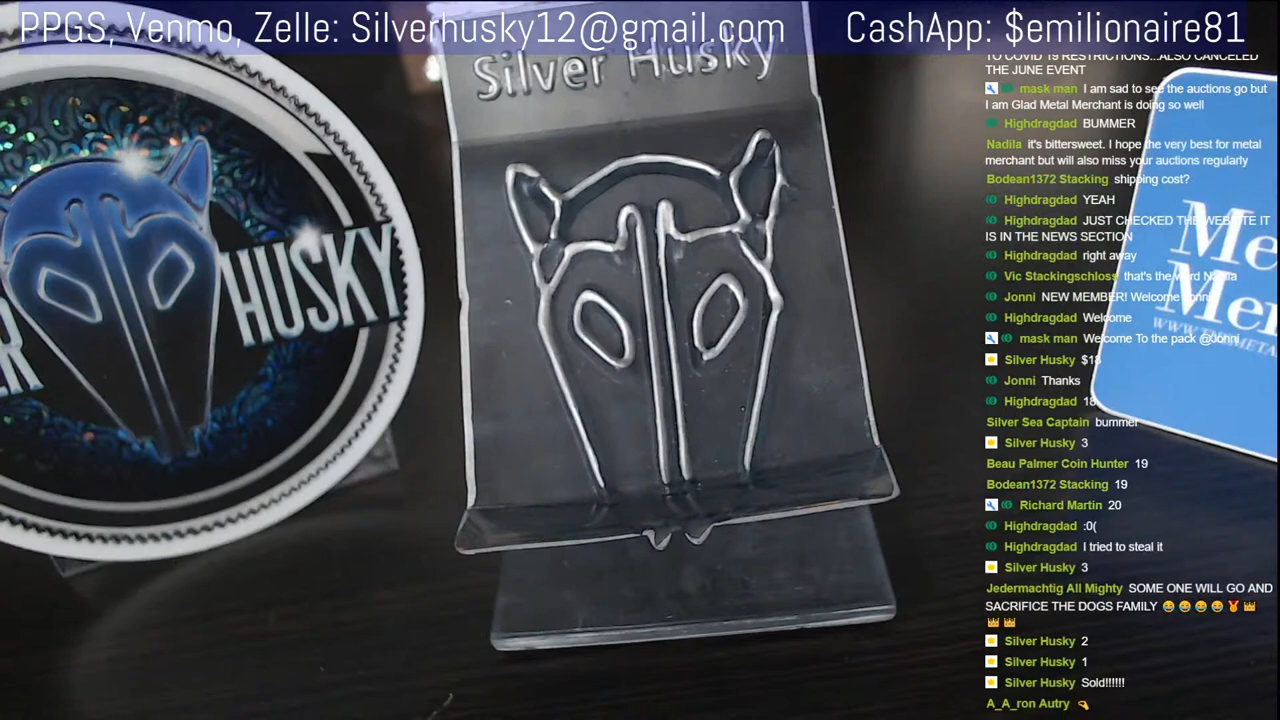 PPGS, Venmo, Zelle: Silverhusky12@gmail.com CashApp: $emilionaire81
Silver Husky
HUSKY
TO COVID 19 RESTRICTIONS...ALSO CANCELED
THE JUNE EVENT
mask man I am sad to see the auctions go but
I am Glad Metal Merchant is doing so well
Highdragdad BUMMER
Nadila it's bittersweet. I hope the very best for metal
merchant but will also miss your auctions regularly
Bodean1372 Stacking shipping cost?
Highdragdad YEAH
Highdragdad JUST CHECKED THE WEBSITE IT
IS IN THE NEWS SECTION
Highdragdad right away
Vic Stackingschloss that's the word Nadila
Jonni NEW MEMBER! Welcome Jonni
Highdragdad Welcome
mask man Welcome To the pack @Jonni
Silver Husky $18
Jonni Thanks
Highdragdad 18
Silver Sea Captain bummer
Silver Husky 3
Beau Palmer Coin Hunter 19
Bodean1372 Stacking 19
Richard Martin 20
Highdragdad :0(
Highdragdad I tried to steal it
Silver Husky 3
Jedermachtig All Mighty SOME ONE WILL GO AND
SACRIFICE THE DOGS FAMILY 😂😂😂😂🏅👑
👑👑
Silver Husky 2
Silver Husky 1
Silver Husky Sold!!!!!!
A_A_ron Autry
Me
Mer